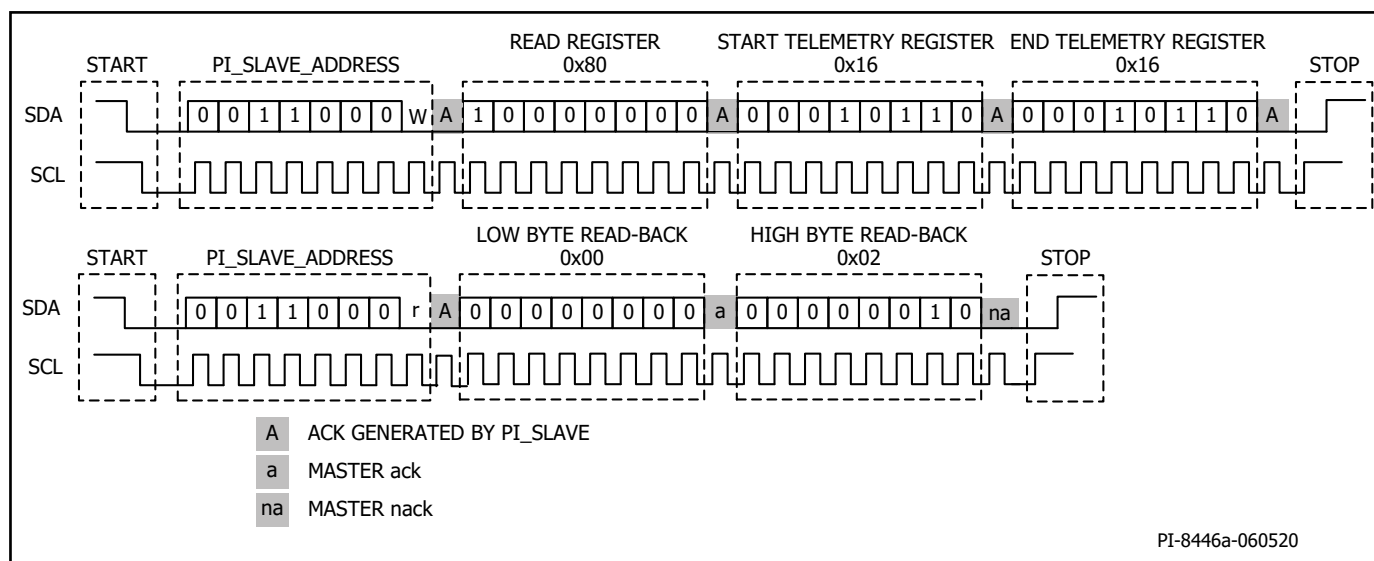 READ REGISTER START TELEMETRY REGISTER END TELEMETRY REGISTER
START PI_SLAVE_ADDRESS 0x80 0x16 0x16 STOP
SDA 0 0 1 1 0 0 0 W A 1 0 0 0 0 0 0 0 A 0 0 0 1 0 1 1 0 A 0 0 0 1 0 1 1 0 A
SCL
LOW BYTE READ-BACK HIGH BYTE READ-BACK
START PI_SLAVE_ADDRESS 0x00 0x02 STOP
SDA 0 0 1 1 0 0 0 r A 0 0 0 0 0 0 0 0 a 0 0 0 0 0 0 1 0 na
SCL
A ACK GENERATED BY PI_SLAVE
a MASTER ack
na MASTER nack
PI-8446a-060520